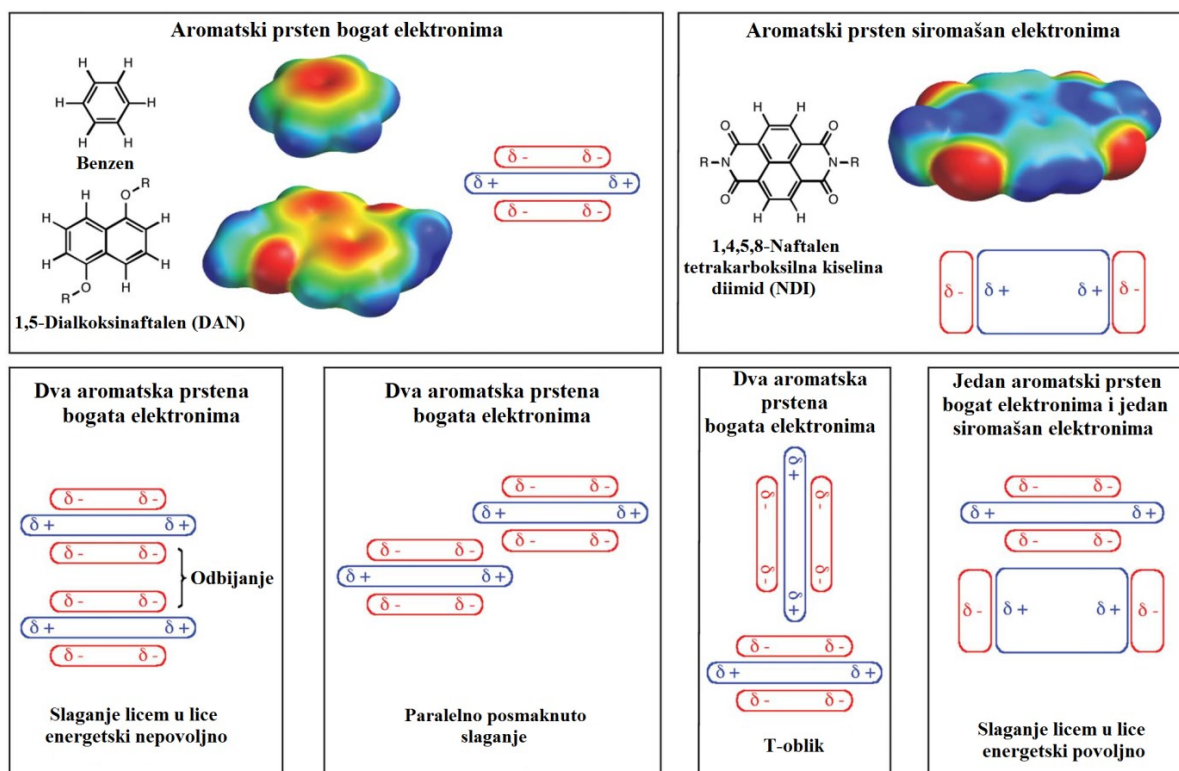 Aromatski prsten bogat elektronima
H H
H H
H H
Benzen
R
O
H H
H H
H H
O
R
1,5-Dialkoksinaftalen (DAN)
δ - δ -
δ + δ +
δ - δ -
Aromatski prsten siromašan elektronima
H H
O O
R N N R
O O
H H
1,4,5,8-Naftalen
tetrakarboksilna kiselina
diimid (NDI)
δ - δ + δ + δ -
Dva aromatska prstena
bogata elektronima
δ - δ -
δ + δ +
δ - δ -
Odbijanje
δ - δ -
δ + δ +
δ - δ -
Slaganje licem u lice
energetski nepovoljno
Dva aromatska prstena
bogata elektronima
δ - δ -
δ + δ +
δ - δ -
δ - δ -
δ + δ +
δ - δ -
Paralelno posmaknuto
slaganje
Dva aromatska
prstena
bogata elektronima
δ +
δ - δ -
δ - δ -
δ +
δ - δ -
δ + δ +
δ - δ -
T-oblik
Jedan aromatski prsten
bogat elektronima i jedan
siromašan elektronima
δ - δ -
δ + δ +
δ - δ -
δ - δ + δ + δ -
Slaganje licem u lice
energetski povoljno